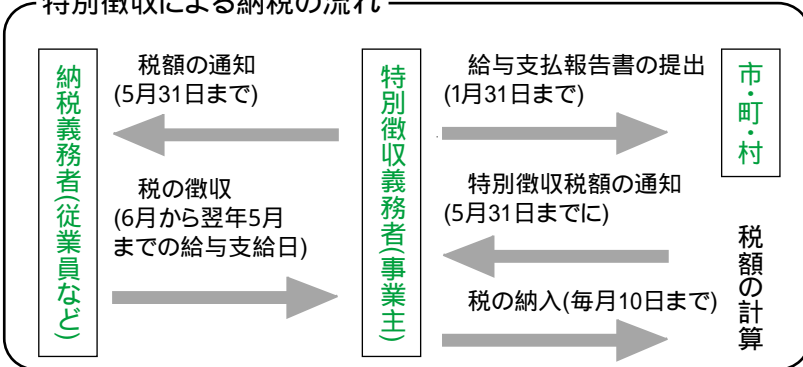 特別徴収による納税の流れ
納税義務者(従業員など)
税額の通知
(5月31日まで)
税の徴収
(6月から翌年5月
までの給与支給日)
特別徴収義務者(事業主)
給与支払報告書の提出
(1月31日まで)
特別徴収税額の通知
(5月31日までに)
税の納入(毎月10日まで)
市・町・村
税額の計算